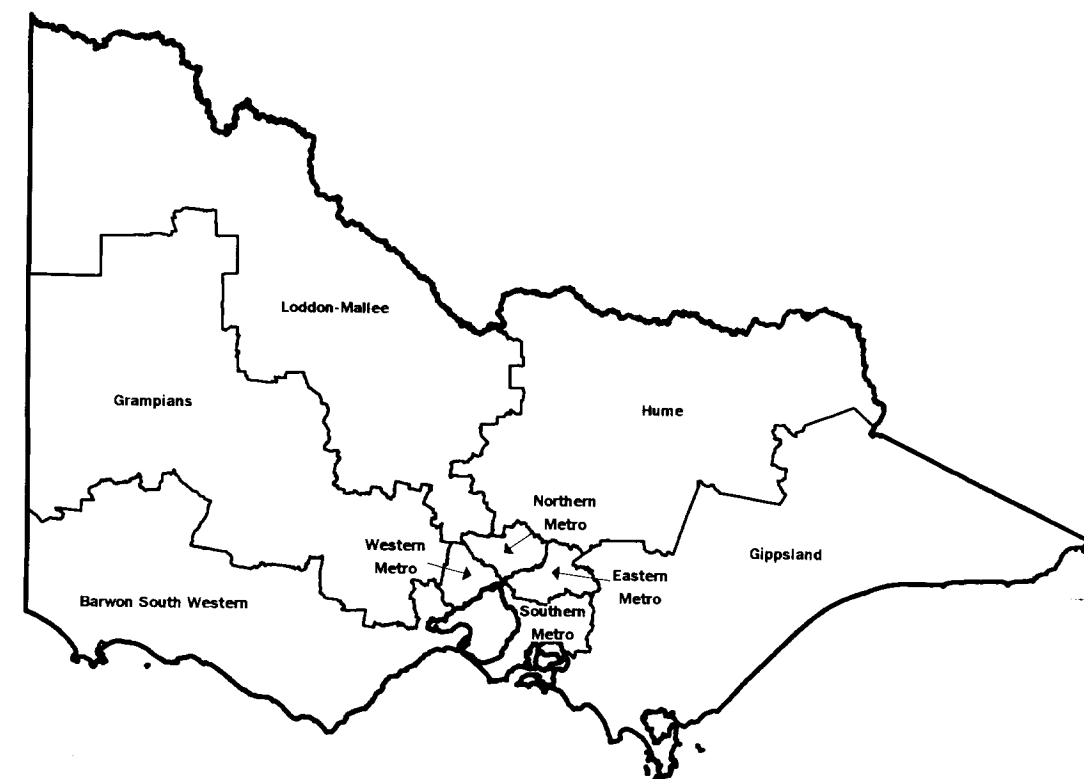 Loddon-Mallee
Grampians
Hume
Northern
Metro
Western
Metro
Gippsland
Eastern
Metro
Barwon South Western
Southern
Metro